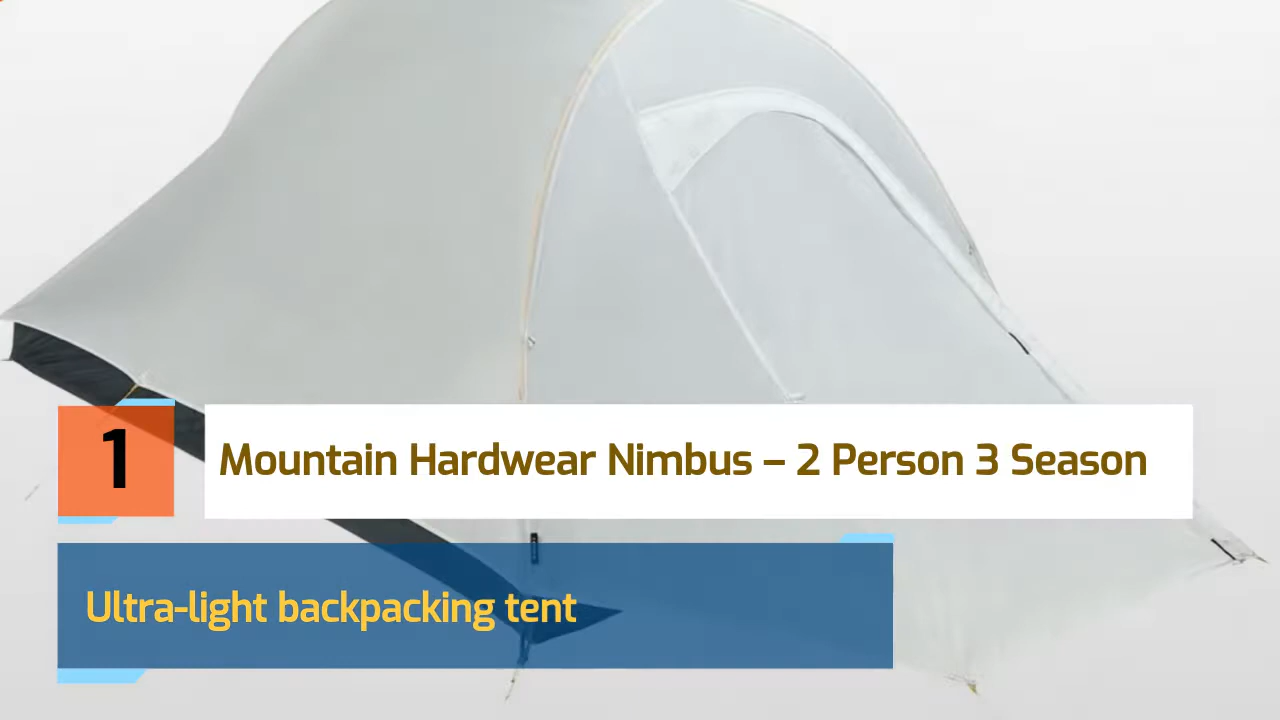 1
Mountain Hardwear Nimbus – 2 Person 3 Season
Ultra-light backpacking tent